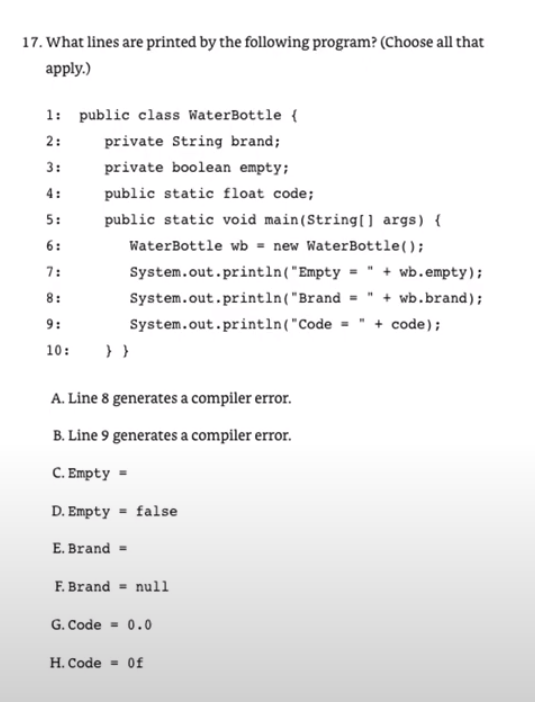 17. What lines are printed by the following program? (Choose all that
apply.)
1: public class WaterBottle {
2: private String brand;
3: private boolean empty;
4: public static float code;
5: public static void main(String[] args) {
6: WaterBottle wb = new WaterBottle();
7: System.out.println("Empty = " + wb.empty);
8: System.out.println("Brand = " + wb.brand);
9: System.out.println("Code = " + code);
10: } }
A. Line 8 generates a compiler error.
B. Line 9 generates a compiler error.
C. Empty =
D. Empty = false
E. Brand =
F. Brand = null
G. Code = 0.0
H. Code = 0f